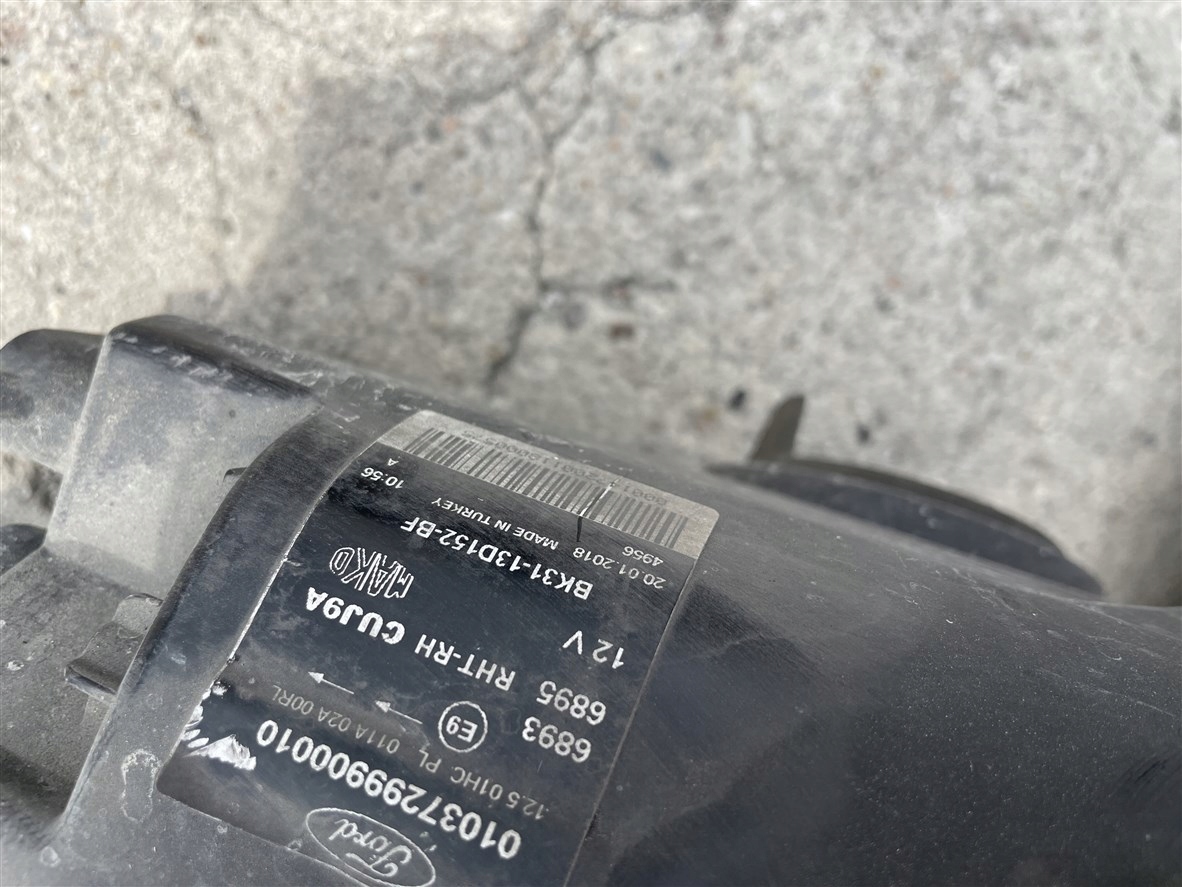 Ford
0103729990010
12.5 01HC PL 011A 02A 00RL
6893 E9
6895 RHT-RH CUJ9A
12 V MAKO
BK31-13D152-BF
20.01.2018 MADE IN TURKEY 10:56
4956 A